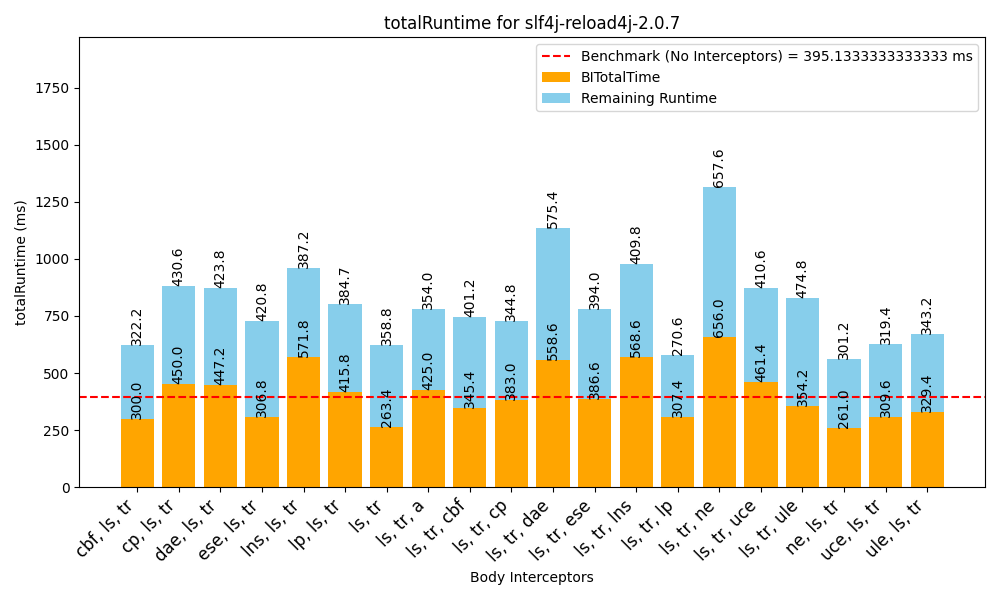 totalRuntime for slf4j-reload4j-2.0.7
Benchmark (No Interceptors) = 395.1333333333333 ms
BITotalTime
Remaining Runtime
totalRuntime (ms)
1750
1500
1250
1000
750
500
250
0
322.2
430.6
423.8
420.8
387.2
384.7
358.8
354.0
401.2
344.8
575.4
394.0
409.8
270.6
657.6
410.6
474.8
301.2
319.4
343.2
300.0
450.0
447.2
306.8
571.8
415.8
263.4
425.0
345.4
383.0
558.6
386.6
568.6
307.4
656.0
461.4
354.2
261.0
309.6
329.4
cbf, ls, tr
cp, ls, tr
dae, ls, tr
ese, ls, tr
lns, ls, tr
lp, ls, tr
ls, tr
ls, tr, a
ls, tr, cbf
ls, tr, cp
ls, tr, dae
ls, tr, ese
ls, tr, lns
ls, tr, lp
ls, tr, ne
ls, tr, uce
ls, tr, ule
ne, ls, tr
uce, ls, tr
ule, ls, tr
Body Interceptors